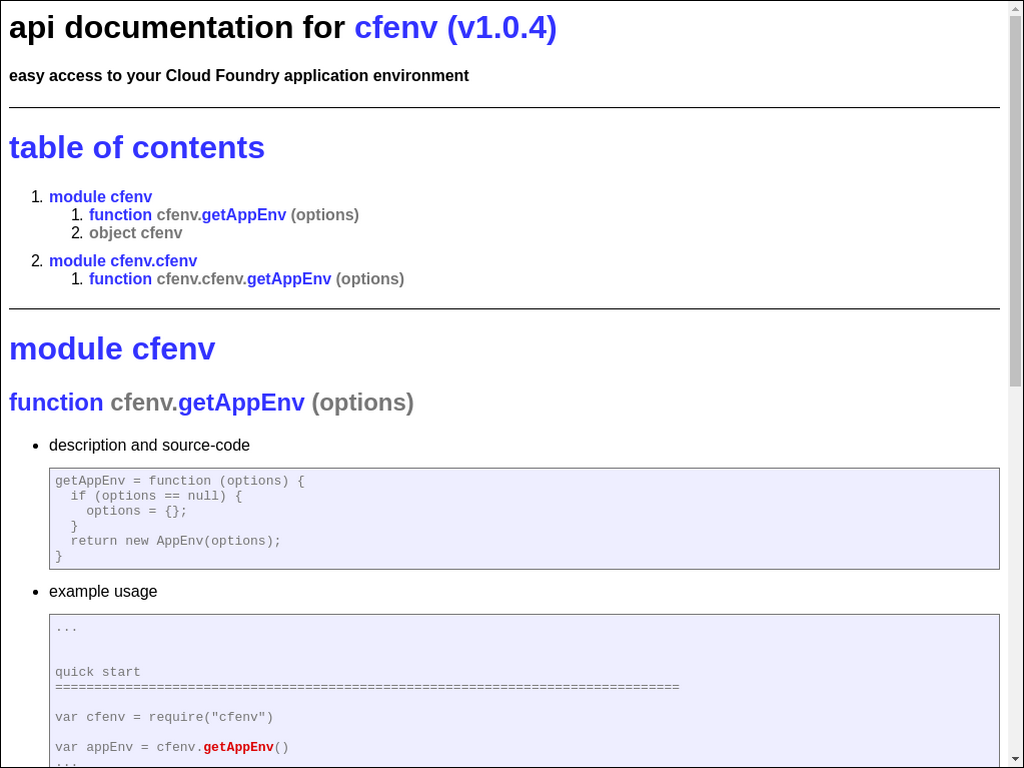 api documentation for cfenv (v1.0.4)
easy access to your Cloud Foundry application environment
table of contents
1. module cfenv
1. function cfenv.getAppEnv (options)
2. object cfenv
2. module cfenv.cfenv
1. function cfenv.cfenv.getAppEnv (options)
module cfenv
function cfenv.getAppEnv (options)
• description and source-code
getAppEnv = function (options) {
  if (options == null) {
    options = {};
  }
  return new AppEnv(options);
}
• example usage
...
quick start
================================================================================
var cfenv = require("cfenv")
var appEnv = cfenv.getAppEnv()
...